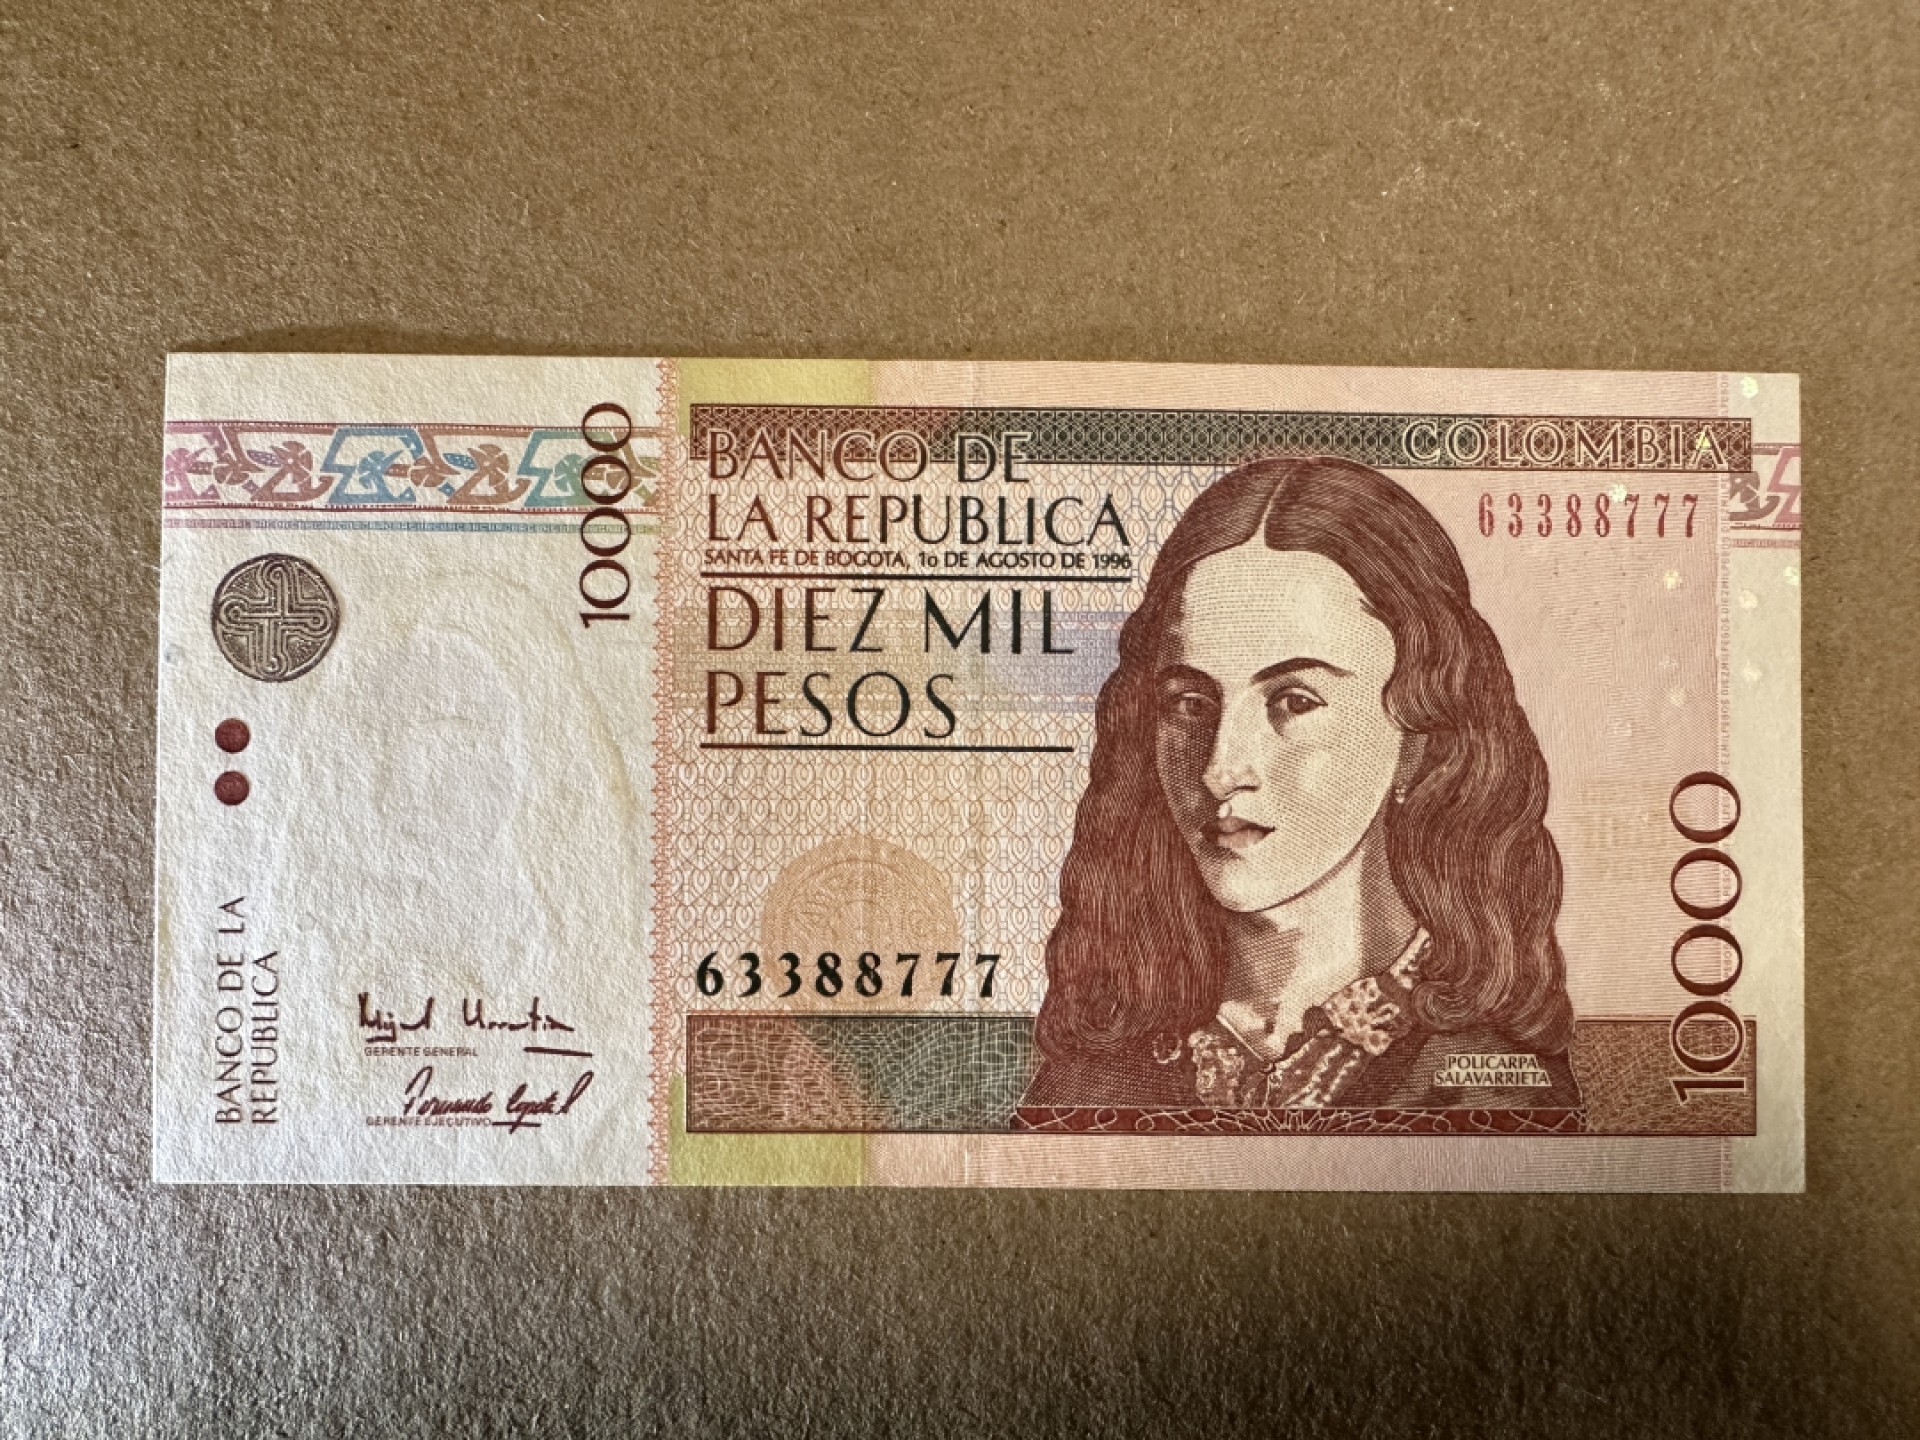 10000
BANCO DE
LA REPUBLICA
SANTA FE DE BOGOTA, 1o DE AGOSTO DE 1996
DIEZ MIL
PESOS
COLOMBIA
63388777
63388777
BANCO DE LA
REPUBLICA
GERENTE GENERAL
GERENTE EJECUTIVO
POLICARPA
SALAVARRIETA
10000